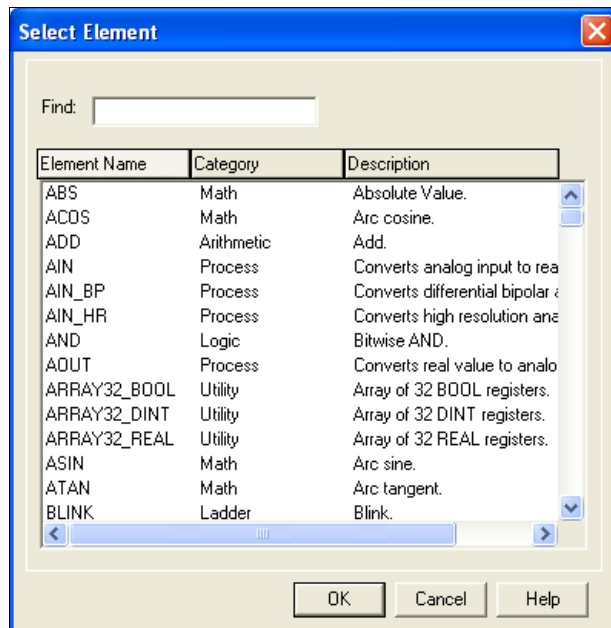 Select Element
Find:
Element Name Category Description
ABS Math Absolute Value.
ACOS Math Arc cosine.
ADD Arithmetic Add.
AIN Process Converts analog input to rea
AIN_BP Process Converts differential bipolar
AIN_HR Process Converts high resolution ana
AND Logic Bitwise AND.
AOUT Process Converts real value to analo
ARRAY32_BOOL Utility Array of 32 BOOL registers.
ARRAY32_DINT Utility Array of 32 DINT registers.
ARRAY32_REAL Utility Array of 32 REAL registers.
ASIN Math Arc sine.
ATAN Math Arc tangent.
BLINK Ladder Blink.
OK Cancel Help